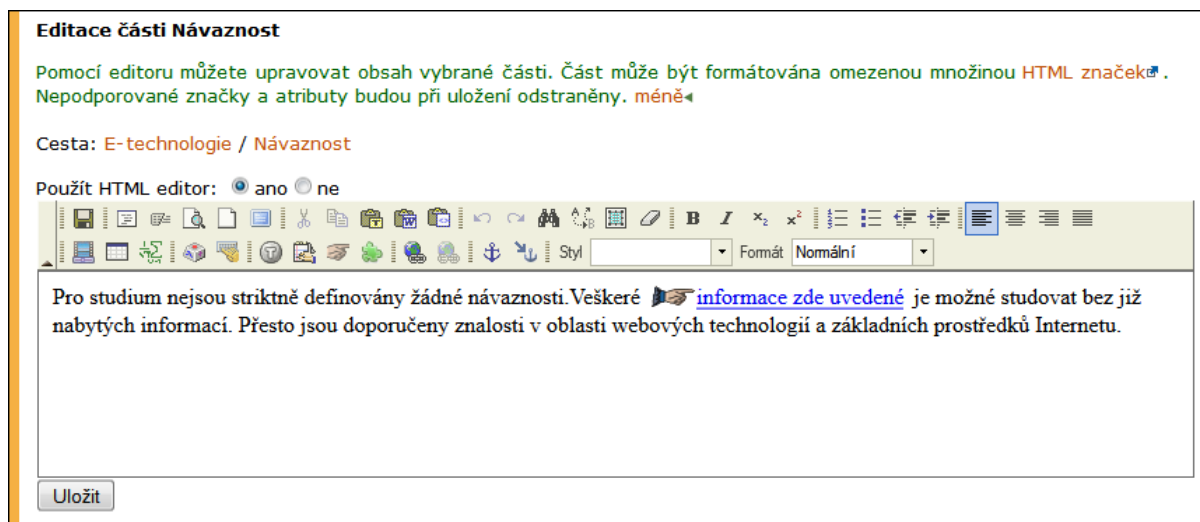 Editace části Návaznost
Pomocí editoru můžete upravovat obsah vybrané části. Část může být formátována omezenou množinou HTML značek.
Nepodporované značky a atributy budou při uložení odstraněny. méně
Cesta: E-technologie / Návaznost
Použít HTML editor: ano ne
B I x₂ x²
Styl Formát Normální
Pro studium nejsou striktně definovány žádné návaznosti.Veškeré informace zde uvedené je možné studovat bez již
nabytých informací. Přesto jsou doporučeny znalosti v oblasti webových technologií a základních prostředků Internetu.
Uložit